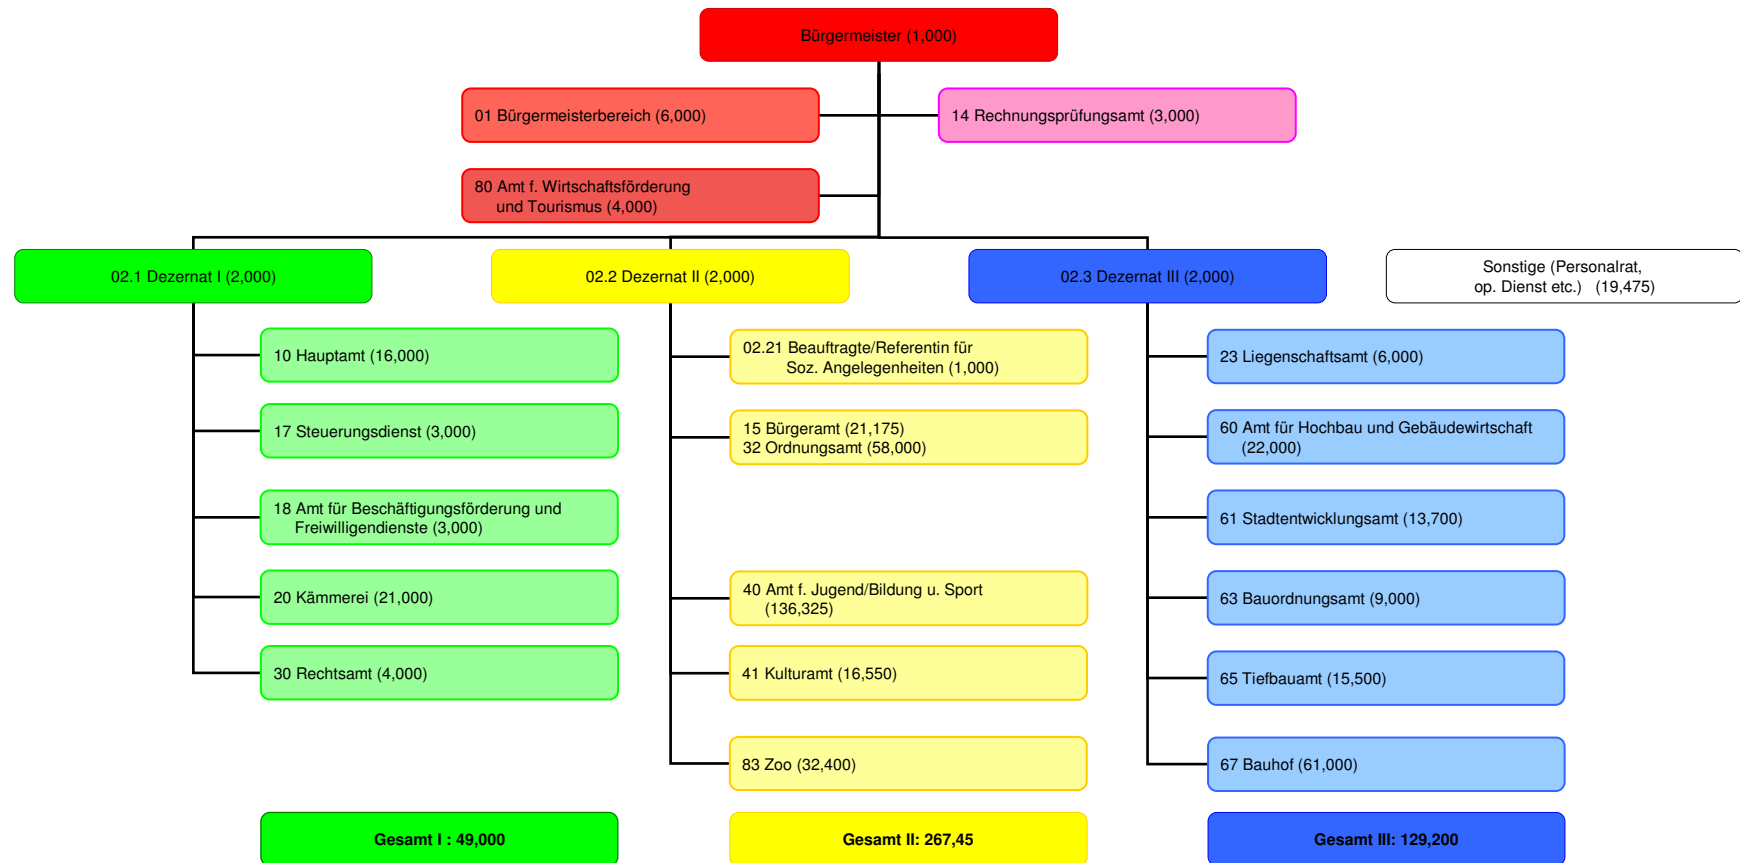 Bürgermeister (1,000)
01 Bürgermeisterbereich (6,000)
14 Rechnungsprüfungsamt (3,000)
80 Amt f. Wirtschaftsförderung
und Tourismus (4,000)
02.1 Dezernat I (2,000)
02.2 Dezernat II (2,000)
02.3 Dezernat III (2,000)
Sonstige (Personalrat,
op. Dienst etc.) (19,475)
10 Hauptamt (16,000)
17 Steuerungsdienst (3,000)
18 Amt für Beschäftigungsförderung und
Freiwilligendienste (3,000)
20 Kämmerei (21,000)
30 Rechtsamt (4,000)
Gesamt I : 49,000
02.21 Beauftragte/Referentin für
Soz. Angelegenheiten (1,000)
15 Bürgeramt (21,175)
32 Ordnungsamt (58,000)
40 Amt f. Jugend/Bildung u. Sport
(136,325)
41 Kulturamt (16,550)
83 Zoo (32,400)
Gesamt II: 267,45
23 Liegenschaftsamt (6,000)
60 Amt für Hochbau und Gebäudewirtschaft
(22,000)
61 Stadtentwicklungsamt (13,700)
63 Bauordnungsamt (9,000)
65 Tiefbauamt (15,500)
67 Bauhof (61,000)
Gesamt III: 129,200